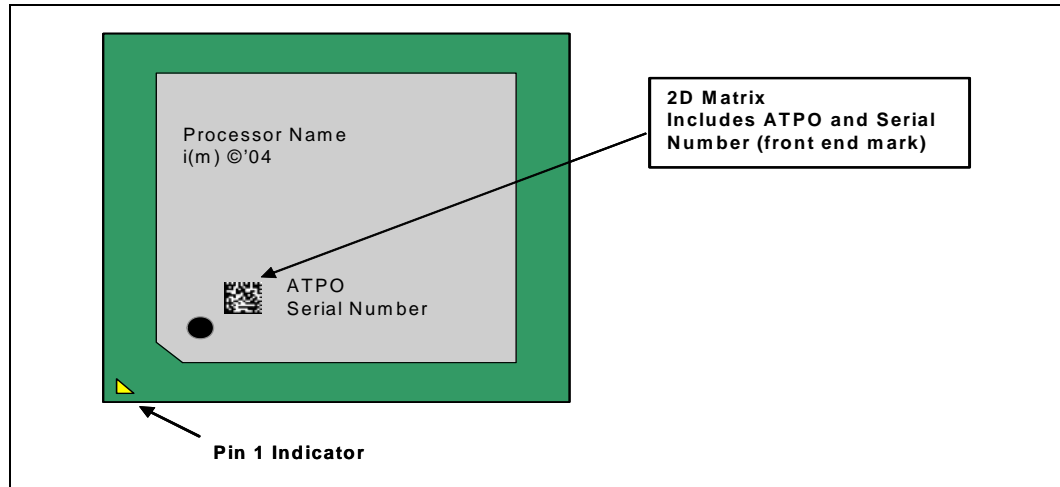 Processor Name
i(m) ©'04
2D Matrix
Includes ATPO and Serial
Number (front end mark)
ATPO
Serial Number
Pin 1 Indicator